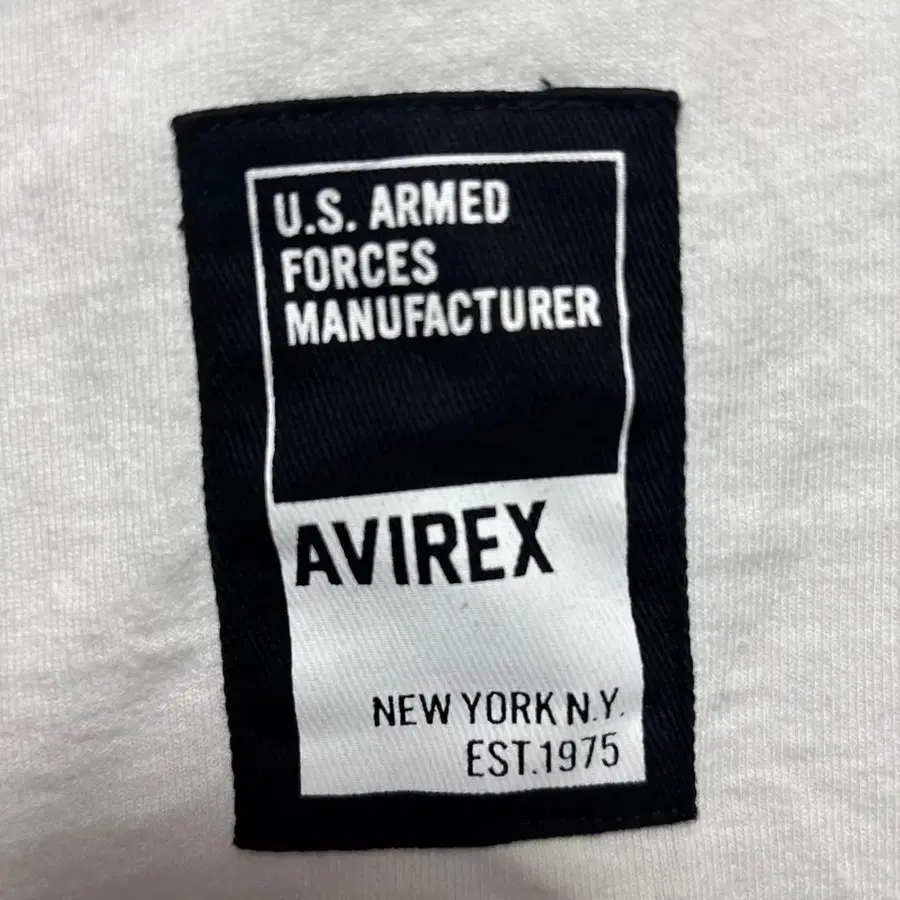 U.S. ARMED
FORCES
MANUFACTURER
AVIREX
NEW YORK N.Y.
EST.1975